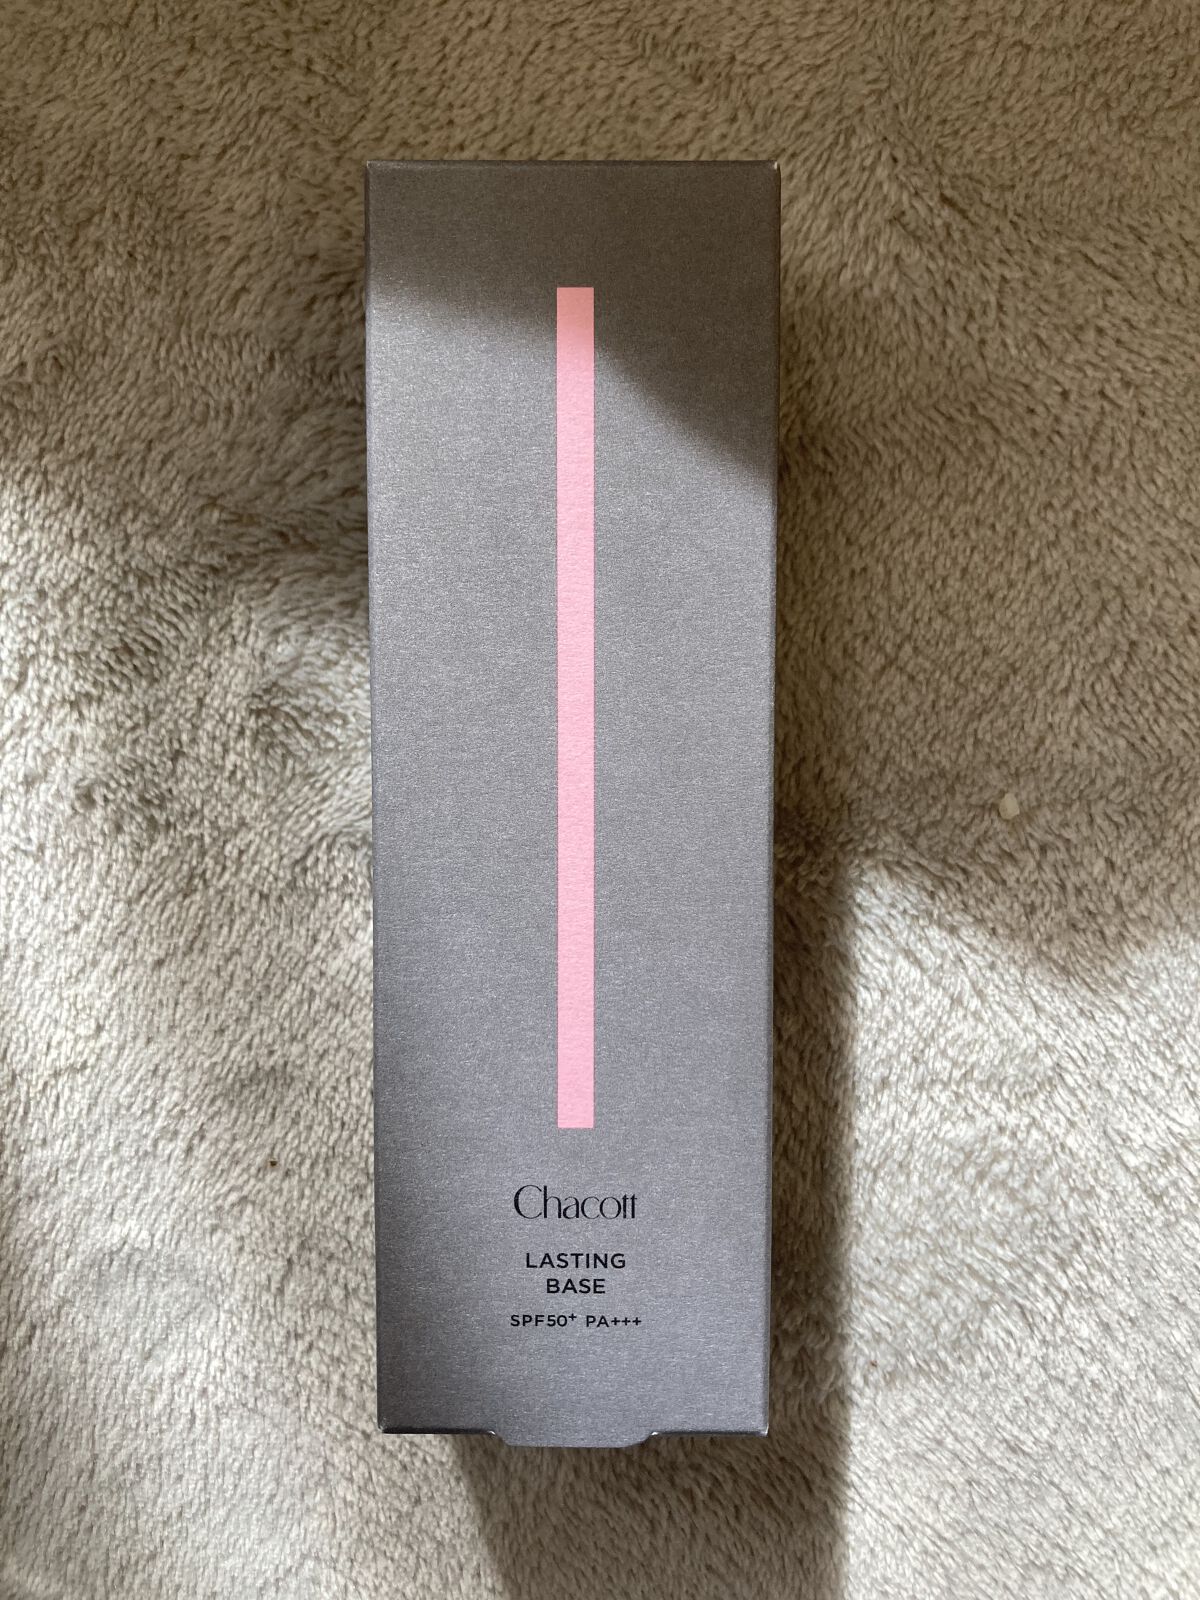 Chacott
LASTING
BASE
SPF50⁺ PA+++